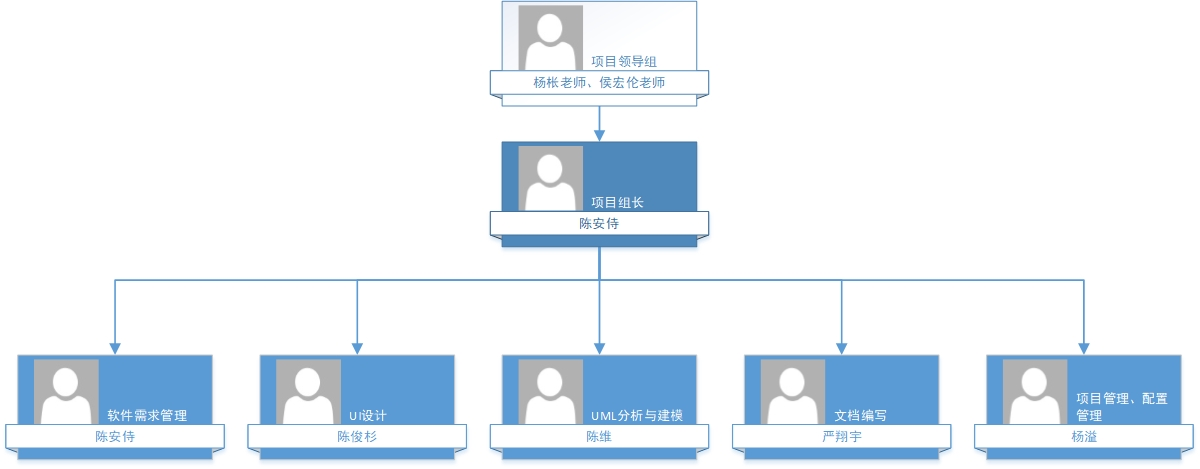 项目领导组
杨枨老师、侯宏伦老师
项目组长
陈安侍
软件需求管理
陈安侍
UI设计
陈俊杉
UML分析与建模
陈维
文档编写
严翔宇
项目管理、配置
管理
杨溢